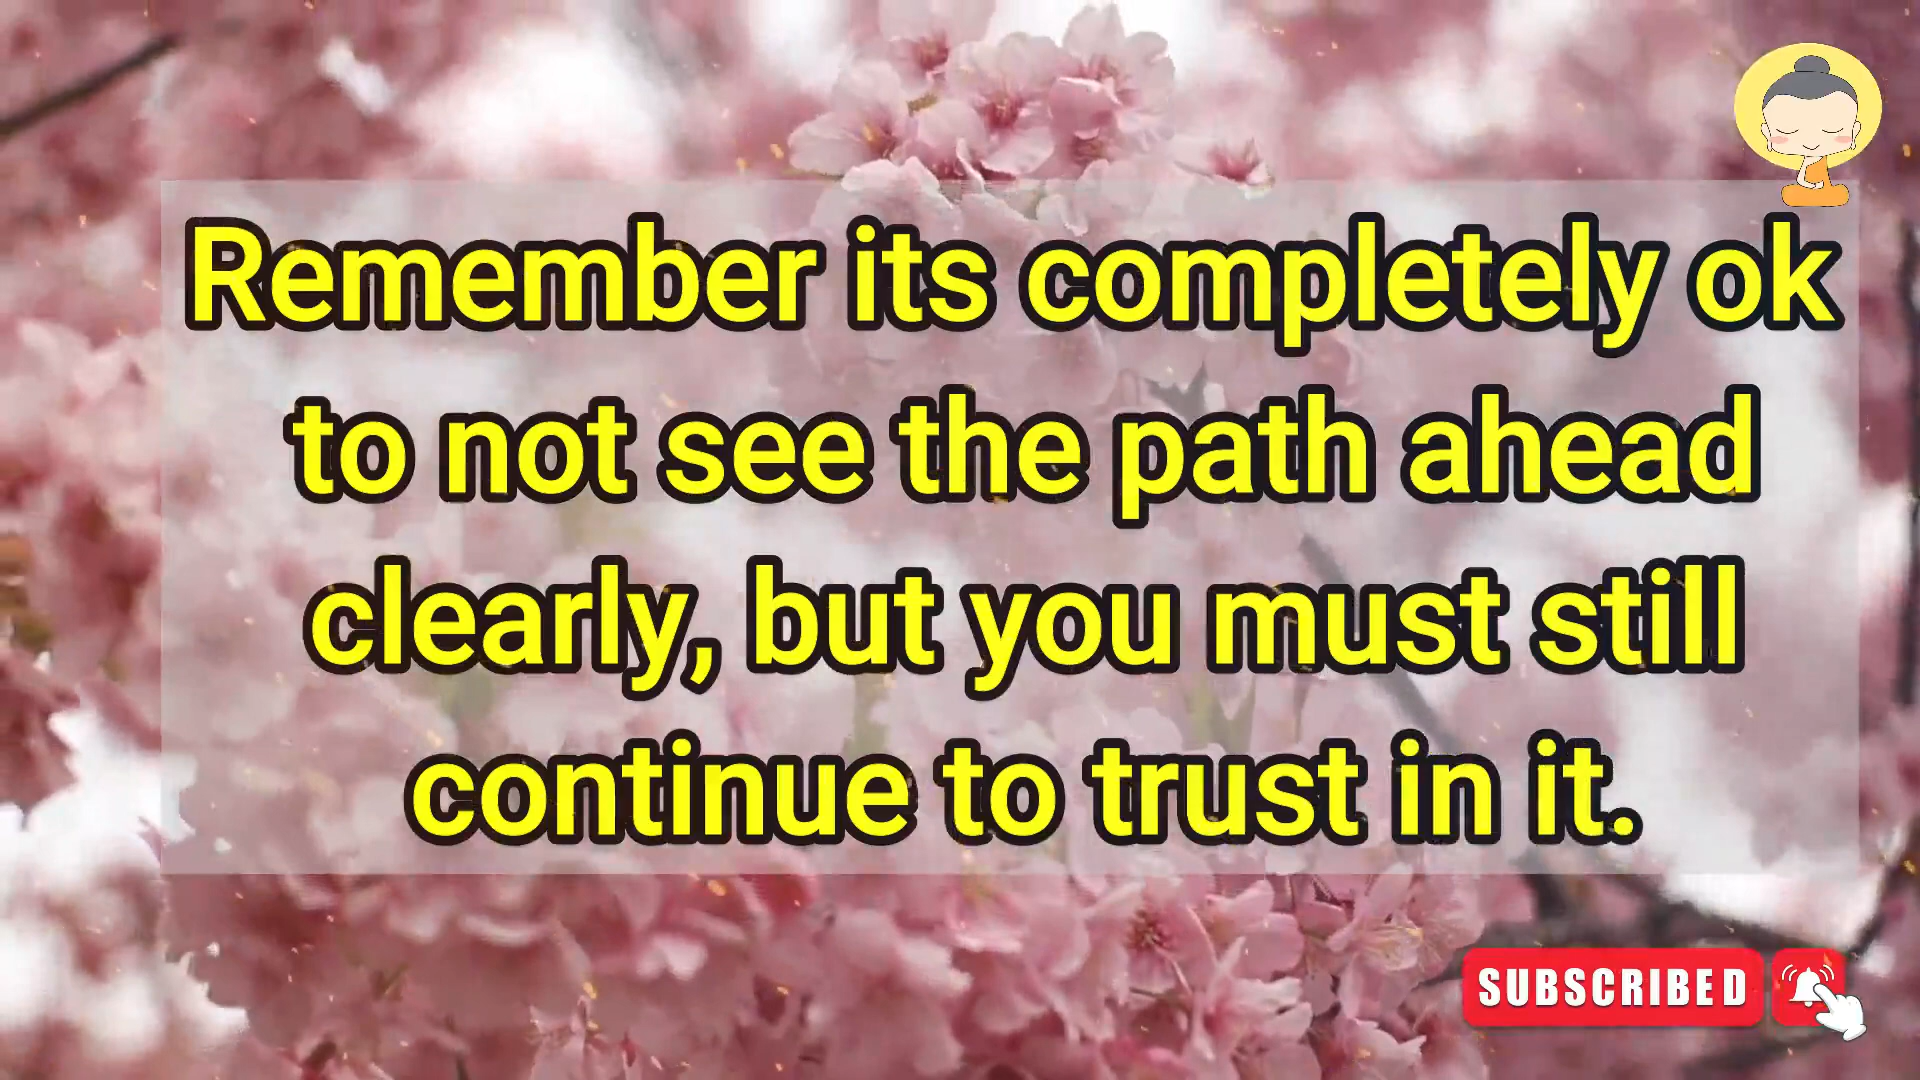 Remember its completely ok
to not see the path ahead
clearly, but you must still
continue to trust in it.
SUBSCRIBED